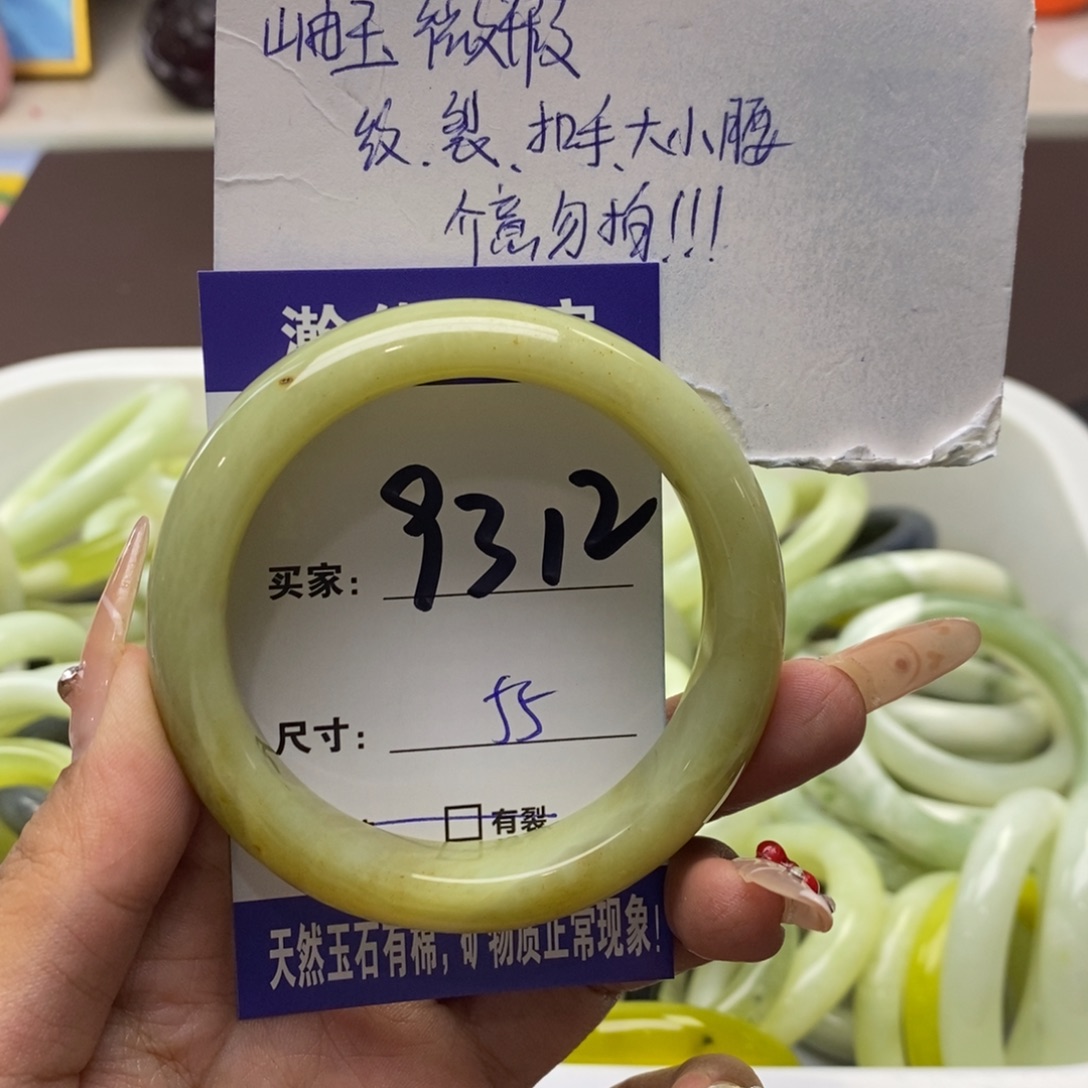 岫玉 微瑕
纹、裂、扣手、大小腰
介意勿拍!!!
瀚
买家: 9312
尺寸: 55
有裂
天然玉石有棉,矿物质正常现象!